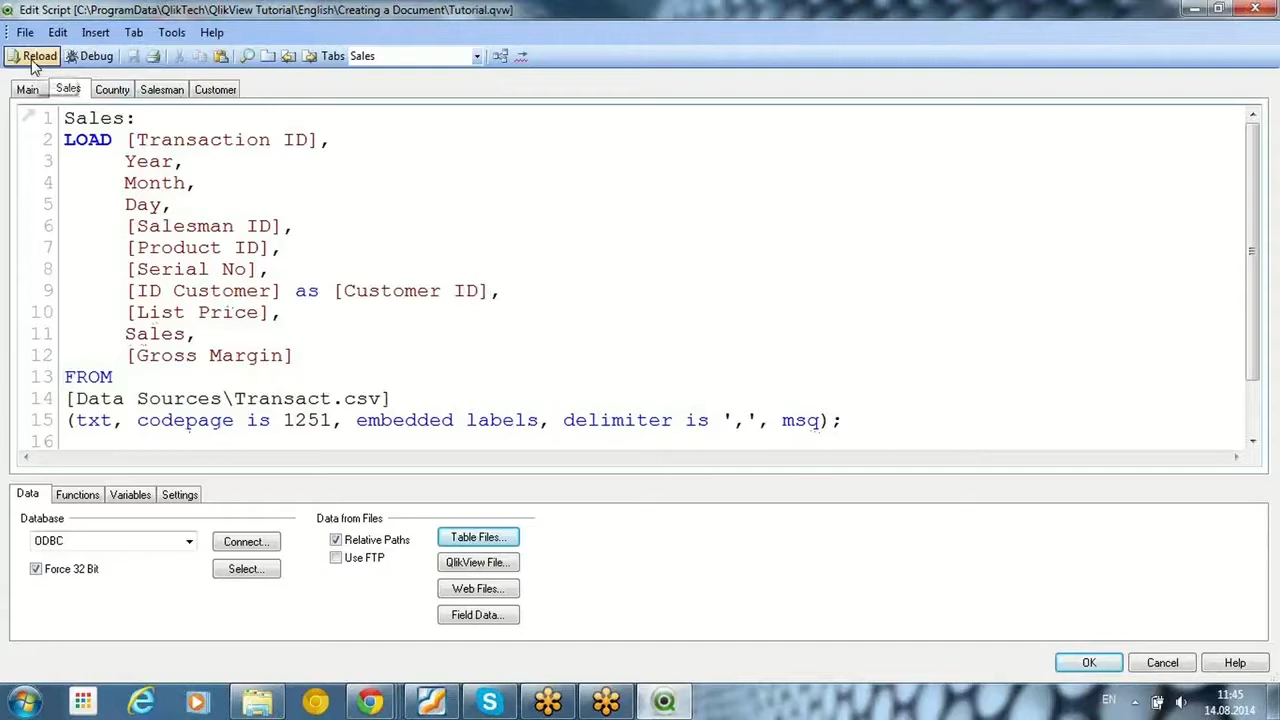 Edit Script [C:\ProgramData\QlikTech\QlikView Tutorial\English\Creating a Document\Tutorial.qvw]
File Edit Insert Tab Tools Help
Reload Debug Tabs Sales
Main Sales Country Salesman Customer
1 Sales:
2 LOAD [Transaction ID],
3 Year,
4 Month,
5 Day,
6 [Salesman ID],
7 [Product ID],
8 [Serial No],
9 [ID Customer] as [Customer ID],
10 [List Price],
11 Sales,
12 [Gross Margin]
13 FROM
14 [Data Sources\Transact.csv]
15 (txt, codepage is 1251, embedded labels, delimiter is ',', msq);
16
Data Functions Variables Settings
Database Data from Files
ODBC Connect... Relative Paths Table Files...
Use FTP QlikView File...
Force 32 Bit Select... Web Files...
Field Data...
OK Cancel Help
EN 11:45
14.08.2014